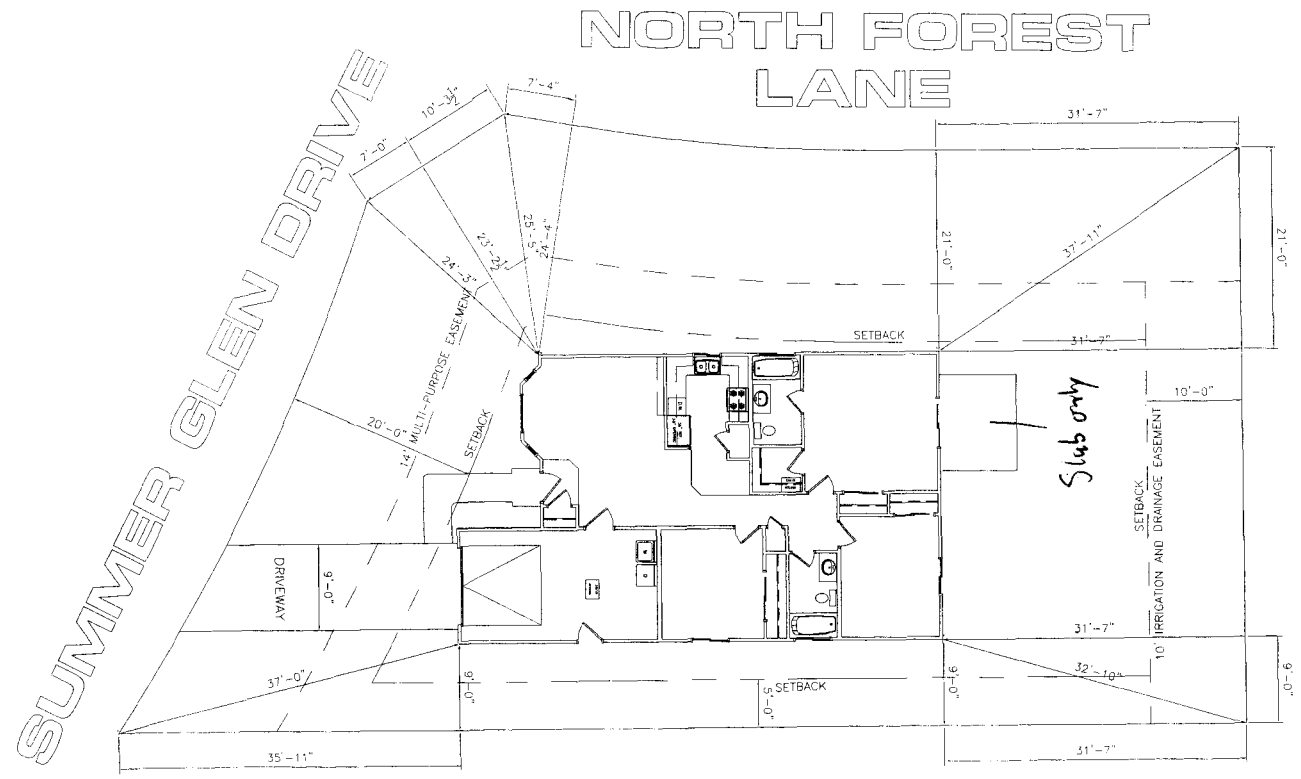 NORTH FOREST
LANE
SUMMER GLEN DRIVE
7'-4"
10'-3½"
7'-0"
31'-7"
25'-5"
24'-4"
23'-2½"
24'-3"
21'-0"
37'-11"
21'-0"
SETBACK
31'-7"
14' MULTI-PURPOSE EASEMENT
20'-0"
SETBACK
Slab only
10'-0"
SETBACK
10' IRRIGATION AND DRAINAGE EASEMENT
DRIVEWAY
9'-0"
W
D
D.W.
31'-7"
37'-0"
9'-0"
5'-0"
SETBACK
9'-0"
32'-10"
9'-0"
35'-11"
31'-7"